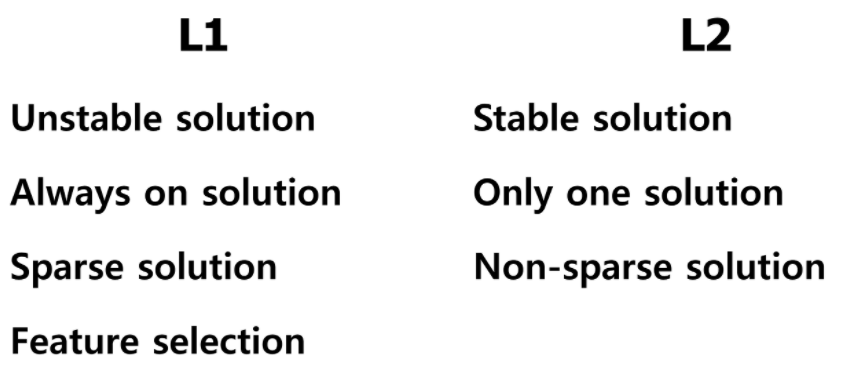 L1 L2
Unstable solution Stable solution
Always on solution Only one solution
Sparse solution Non-sparse solution
Feature selection